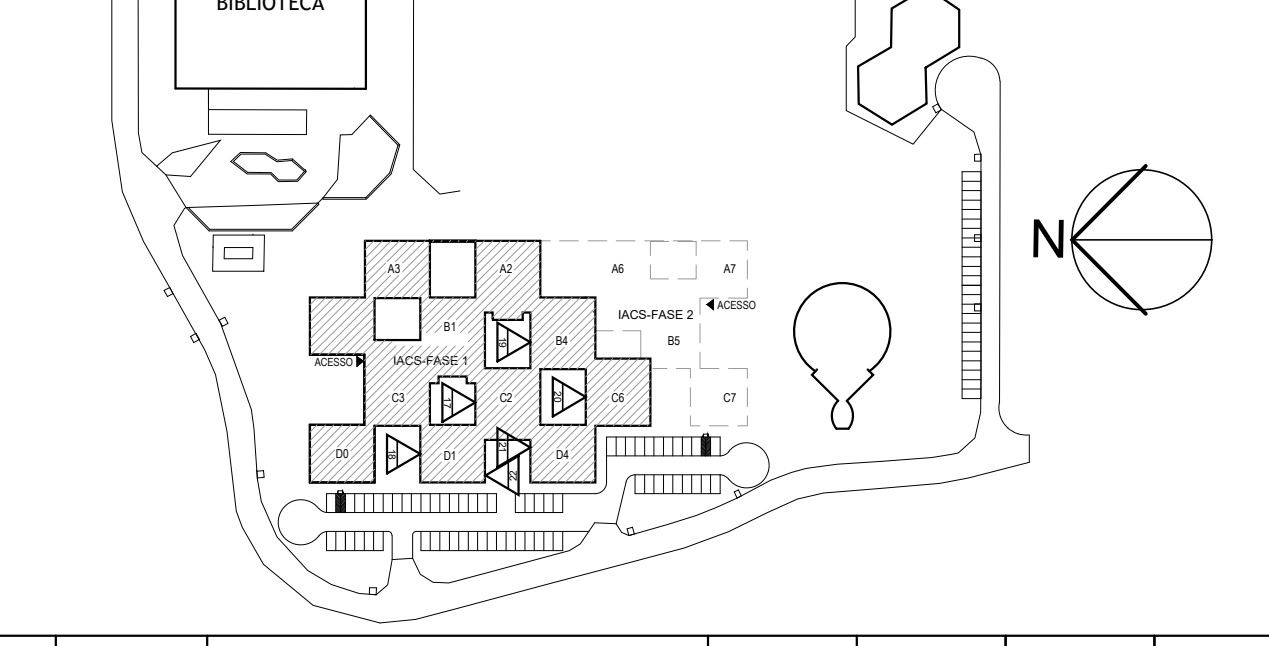 BIBLIOTECA
N
A3
A2
A6
A7
ACESSO
IACS-FASE 2
B1
19
B4
B5
ACESSO
IACS-FASE 1
C3
17
C2
20
C6
C7
D0
18
D1
21
22
D4